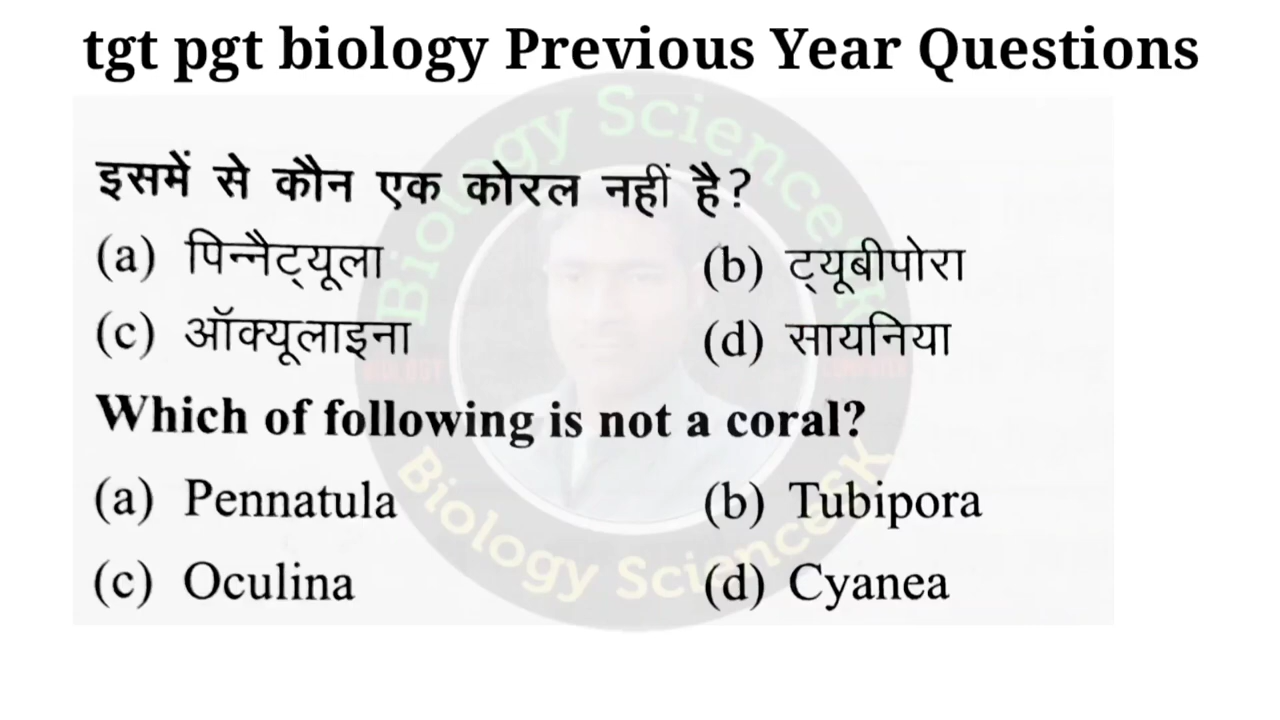 tgt pgt biology Previous Year Questions
इसमें से कौन एक कोरल नहीं है?
(a) पिन्नैट्यूला (b) ट्यूबीपोरा
(c) ऑक्यूलाइना (d) सायनिया
Which of following is not a coral?
(a) Pennatula (b) Tubipora
(c) Oculina (d) Cyanea